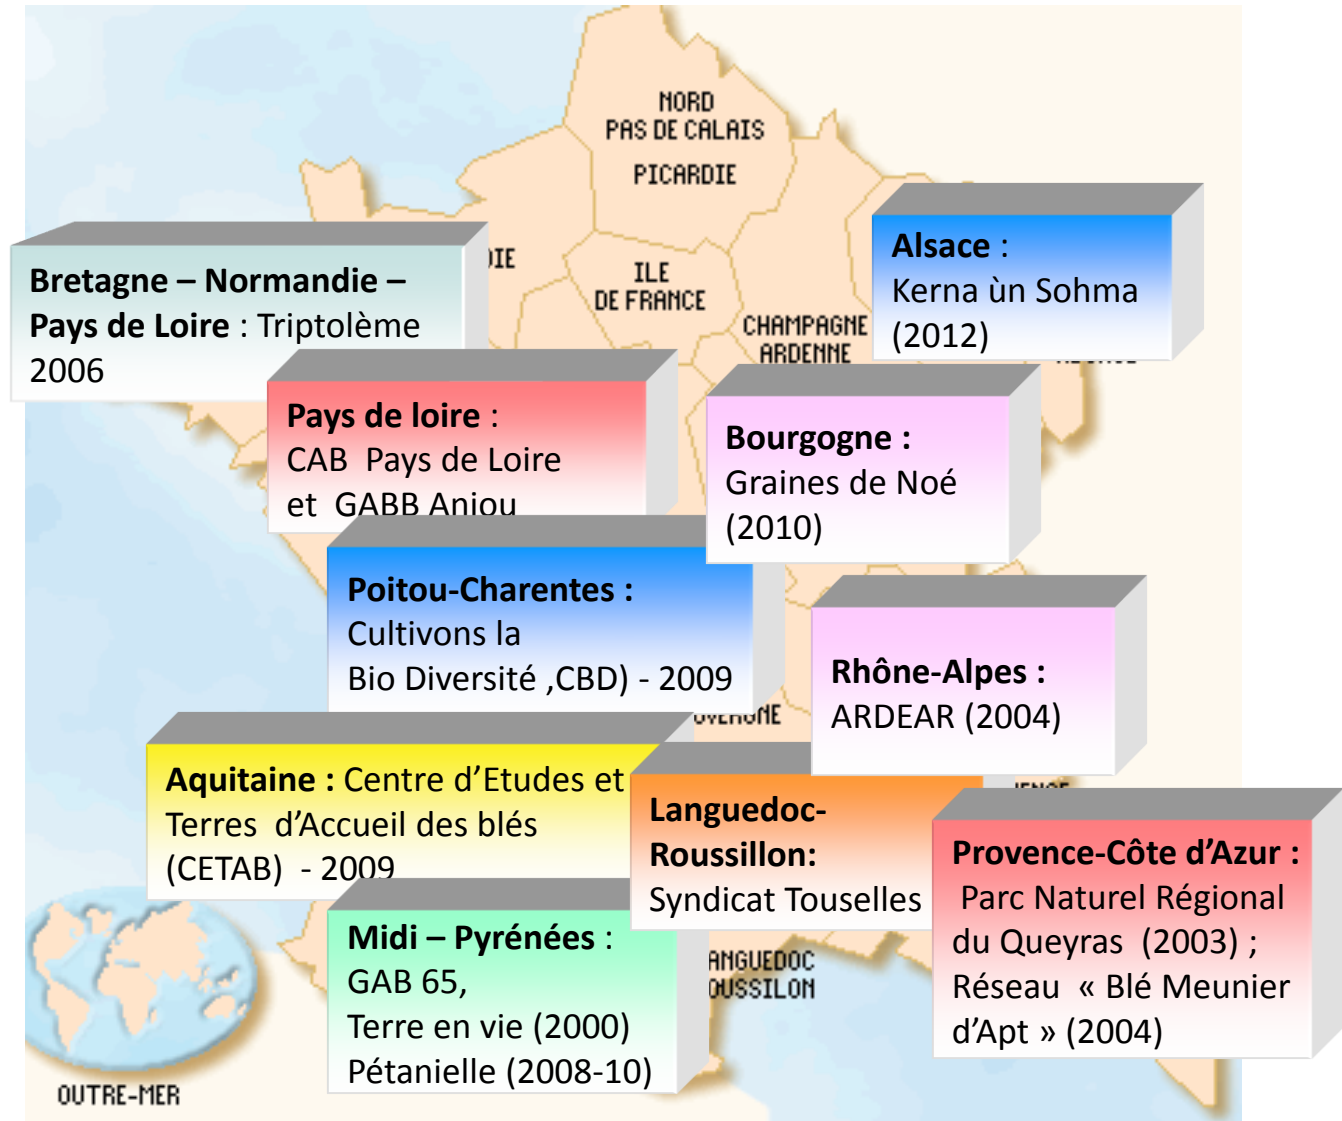 NORD
PAS DE CALAIS
PICARDIE
ILE
DE FRANCE
CHAMPAGNE
ARDENNE
Alsace :
Kerna ùn Sohma
(2012)
Bretagne – Normandie –
Pays de Loire : Triptolème
2006
Pays de loire :
CAB Pays de Loire
et GABB Anjou
Bourgogne :
Graines de Noé
(2010)
Poitou-Charentes :
Cultivons la
Bio Diversité ,CBD) - 2009
Rhône-Alpes :
ARDEAR (2004)
Aquitaine : Centre d’Etudes et
Terres d’Accueil des blés
(CETAB) - 2009
Languedoc-
Roussillon:
Syndicat Touselles
Provence-Côte d’Azur :
Parc Naturel Régional
du Queyras (2003) ;
Réseau « Blé Meunier
d’Apt » (2004)
Midi – Pyrénées :
GAB 65,
Terre en vie (2000)
Pétanielle (2008-10)
ANGUEDOC
OUSSILON
OUTRE-MER